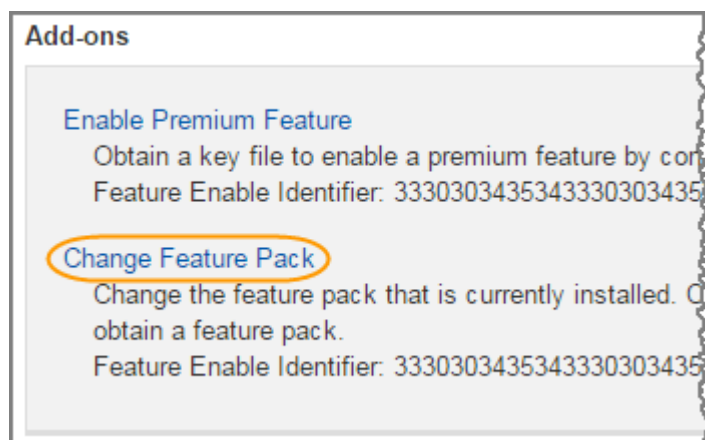 Add-ons
Enable Premium Feature
Obtain a key file to enable a premium feature by
Feature Enable Identifier: 3330303435343330303435
Change Feature Pack
Change the feature pack that is currently installed.
obtain a feature pack.
Feature Enable Identifier: 3330303435343330303435